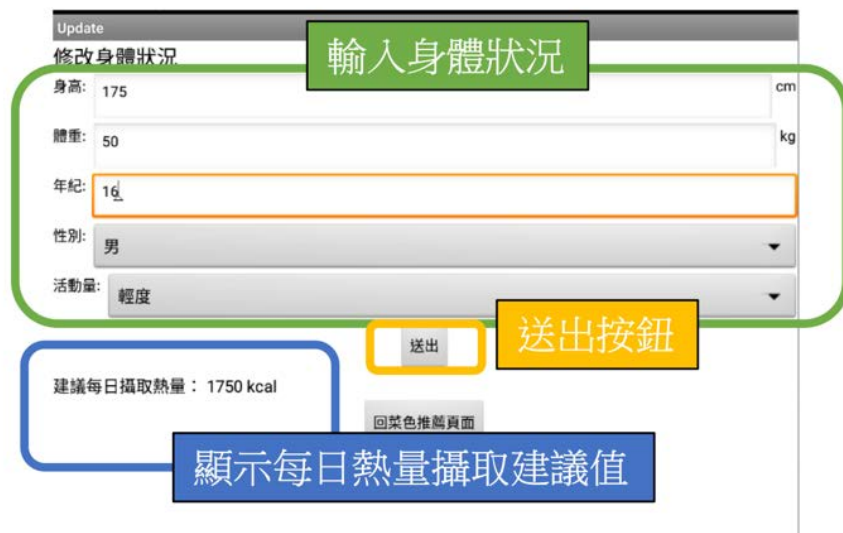 Update
修改身體狀況
輸入身體狀況
身高: 175 cm
體重: 50 kg
年紀: 16
性別: 男
活動量: 輕度
送出
送出按鈕
建議每日攝取熱量： 1750 kcal
回菜色推薦頁面
顯示每日熱量攝取建議值